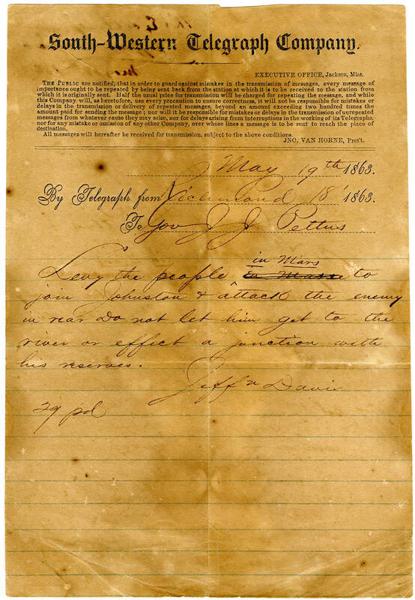 South-Western Telegraph Company.
EXECUTIVE OFFICE, Jackson, Miss.
THE PUBLIC are notified, that in order to guard against mistakes in the transmission of messages, every message of
importance ought to be repeated by being sent back from the station at which it is to be received to the station from
which it is originally sent. Half the usual price for transmission will be charged for repeating the message, and while
this Company will, as heretofore, use every precaution to ensure correctness, it will not be responsible for mistakes or
delays in the transmission or delivery of repeated messages, beyond an amount exceeding two hundred times the
amount paid for sending the message; nor will it be responsible for mistakes or delays in the transmission of unrepeated
messages from whatever cause they may arise, nor for delays arising from interruptions in the working of its Telegraphs,
nor for any mistake or omission of any other Company, over whose lines a message is to be sent to reach the place of
destination.
All messages will hereafter be received for transmission, subject to the above conditions.
JNO. VAN HORNE, Pres't.
May 19th 1863.
By Telegraph from Richmond 18 1863.
To Gov J J Pettus
in Mass
Levy the people to
join Johnston & attack the enemy
in rear do not let him get to the
river or effect a junction with
his reserves.
Jeffn Davis
29 pd